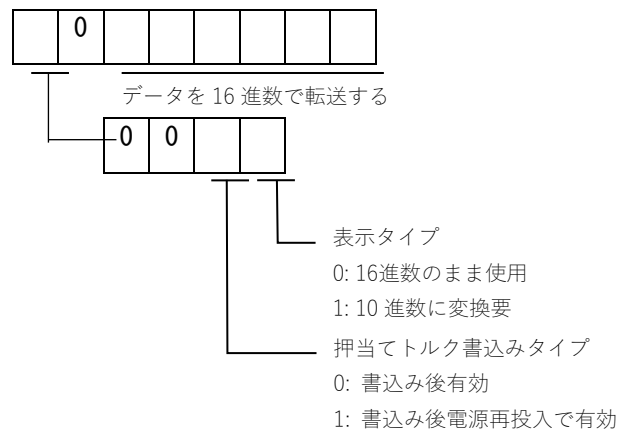 0
データを 16 進数で転送する
0 0
表示タイプ
0: 16進数のまま使用
1: 10 進数に変換要
押当てトルク書込みタイプ
0: 書込み後有効
1: 書込み後電源再投入で有効